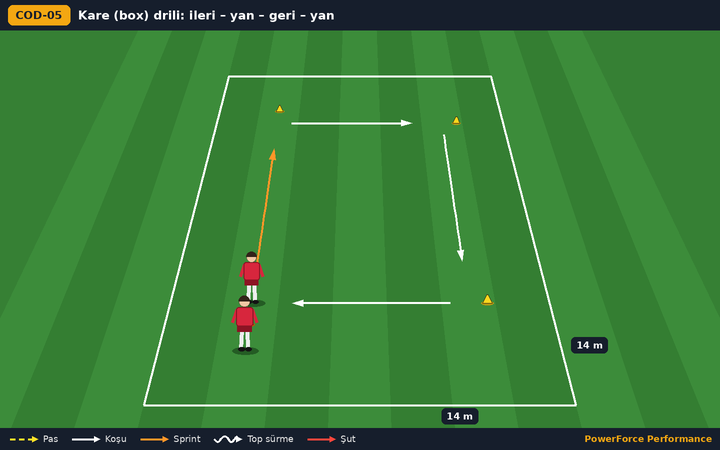 COD-05 Kare (box) drili: ileri – yan – geri – yan
14 m
14 m
Pas Koşu Sprint Top sürme Şut PowerForce Performance